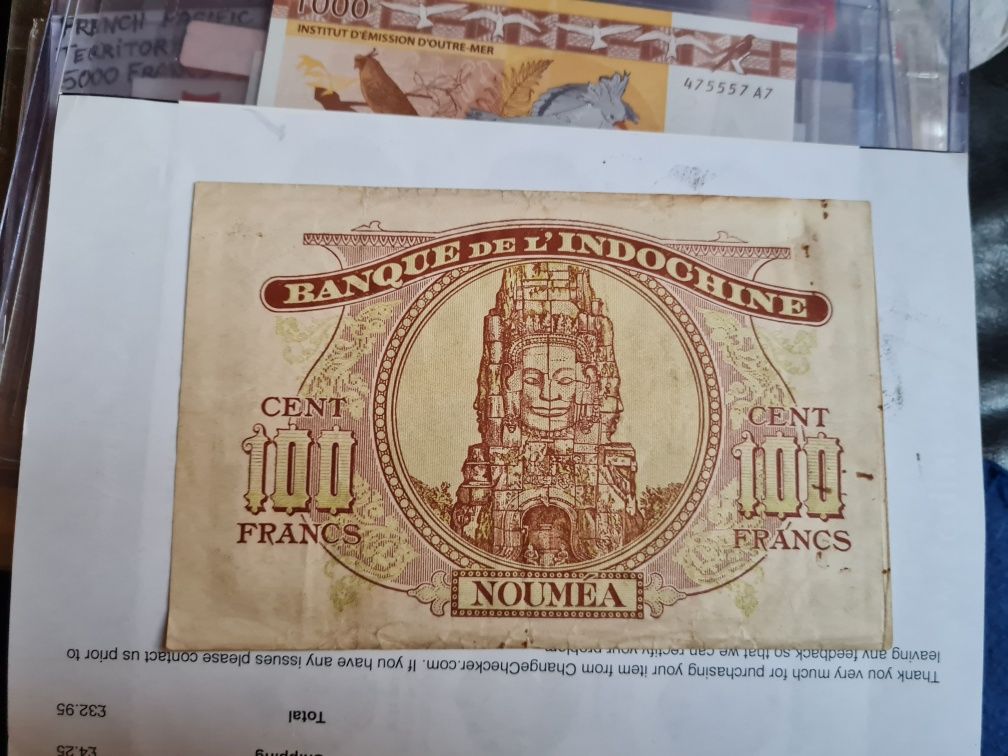 FRENCH PACIFIC
TERRITOR
5000 FRANCS
1000
INSTITUT D'ÉMISSION D'OUTRE-MER
475557 A7
BANQUE DE L'INDOCHINE
CENT
100
FRANCS
CENT
100
FRANCS
NOUMÉA
Thank you very much for purchasing your item from ChangeChecker.com. If you have any issues please contact us prior to
leaving any feedback so that we can rectify your problem
Total £32.95
Shipping £4.25